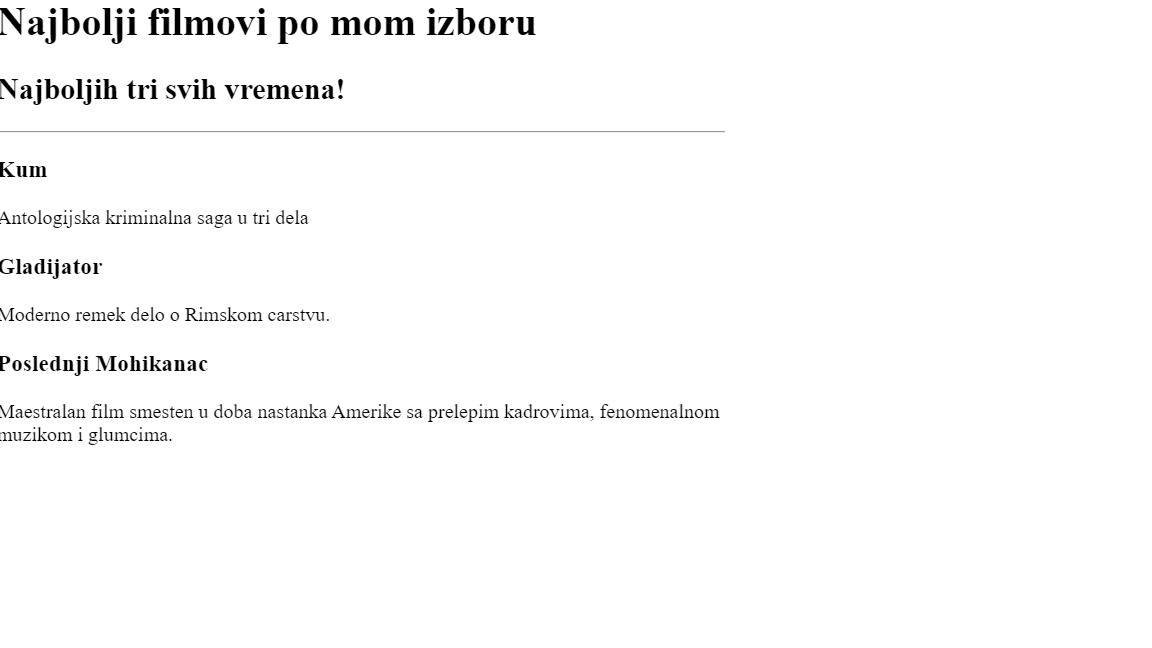 Najbolji filmovi po mom izboru
Najboljih tri svih vremena!
Kum
Antologijska kriminalna saga u tri dela
Gladijator
Moderno remek delo o Rimskom carstvu.
Poslednji Mohikanac
Maestralan film smesten u doba nastanka Amerike sa prelepim kadrovima, fenomenalnom
muzikom i glumcima.